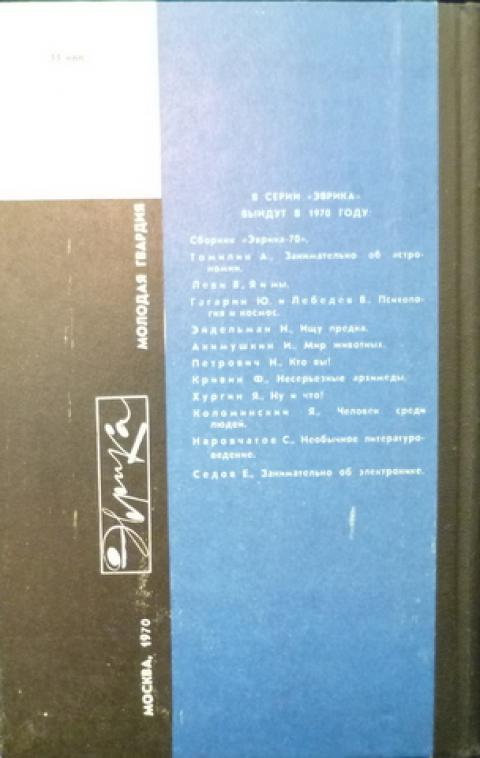 В СЕРИИ «ЭВРИКА»
ВЫЙДУТ В 1970 ГОДУ
Сборник «Эврика-70».
Томилин А., Занимательно об астро-
номии.
Леви В., Я и мы.
Гагарин Ю. и Лебедев В., Психоло-
гия и космос.
Эйдельман Н., Ищу предка.
Акимушкин И., Мир животных.
Петрович Н., Кто вы?
Кривин Ф., Несерьезные архимеды.
Хургин Я., Ну и что?
Коломинский Я., Человек среди
людей.
Наровчатов С., Необычное литературо-
ведение.
Седов Е., Занимательно об электронике.
МОЛОДАЯ ГВАРДИЯ
Эврика
МОСКВА, 1970